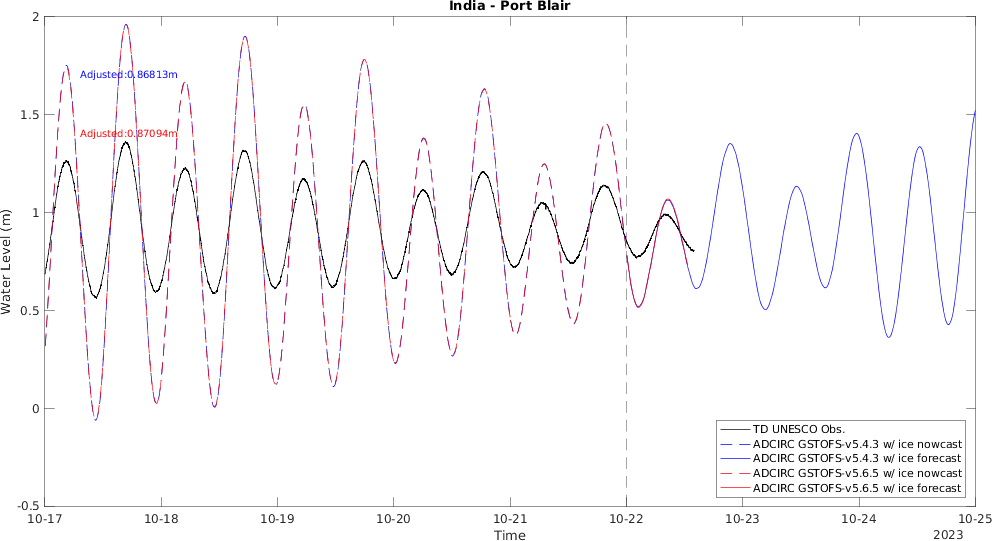 India - Port Blair
2
1.5
1
0.5
0
-0.5
Water Level (m)
Adjusted:0.86813m
Adjusted:0.87094m
TD UNESCO Obs.
ADCIRC GSTOFS-v5.4.3 w/ ice nowcast
ADCIRC GSTOFS-v5.4.3 w/ ice forecast
ADCIRC GSTOFS-v5.6.5 w/ ice nowcast
ADCIRC GSTOFS-v5.6.5 w/ ice forecast
10-17 10-18 10-19 10-20 10-21 10-22 10-23 10-24 10-25
Time
2023